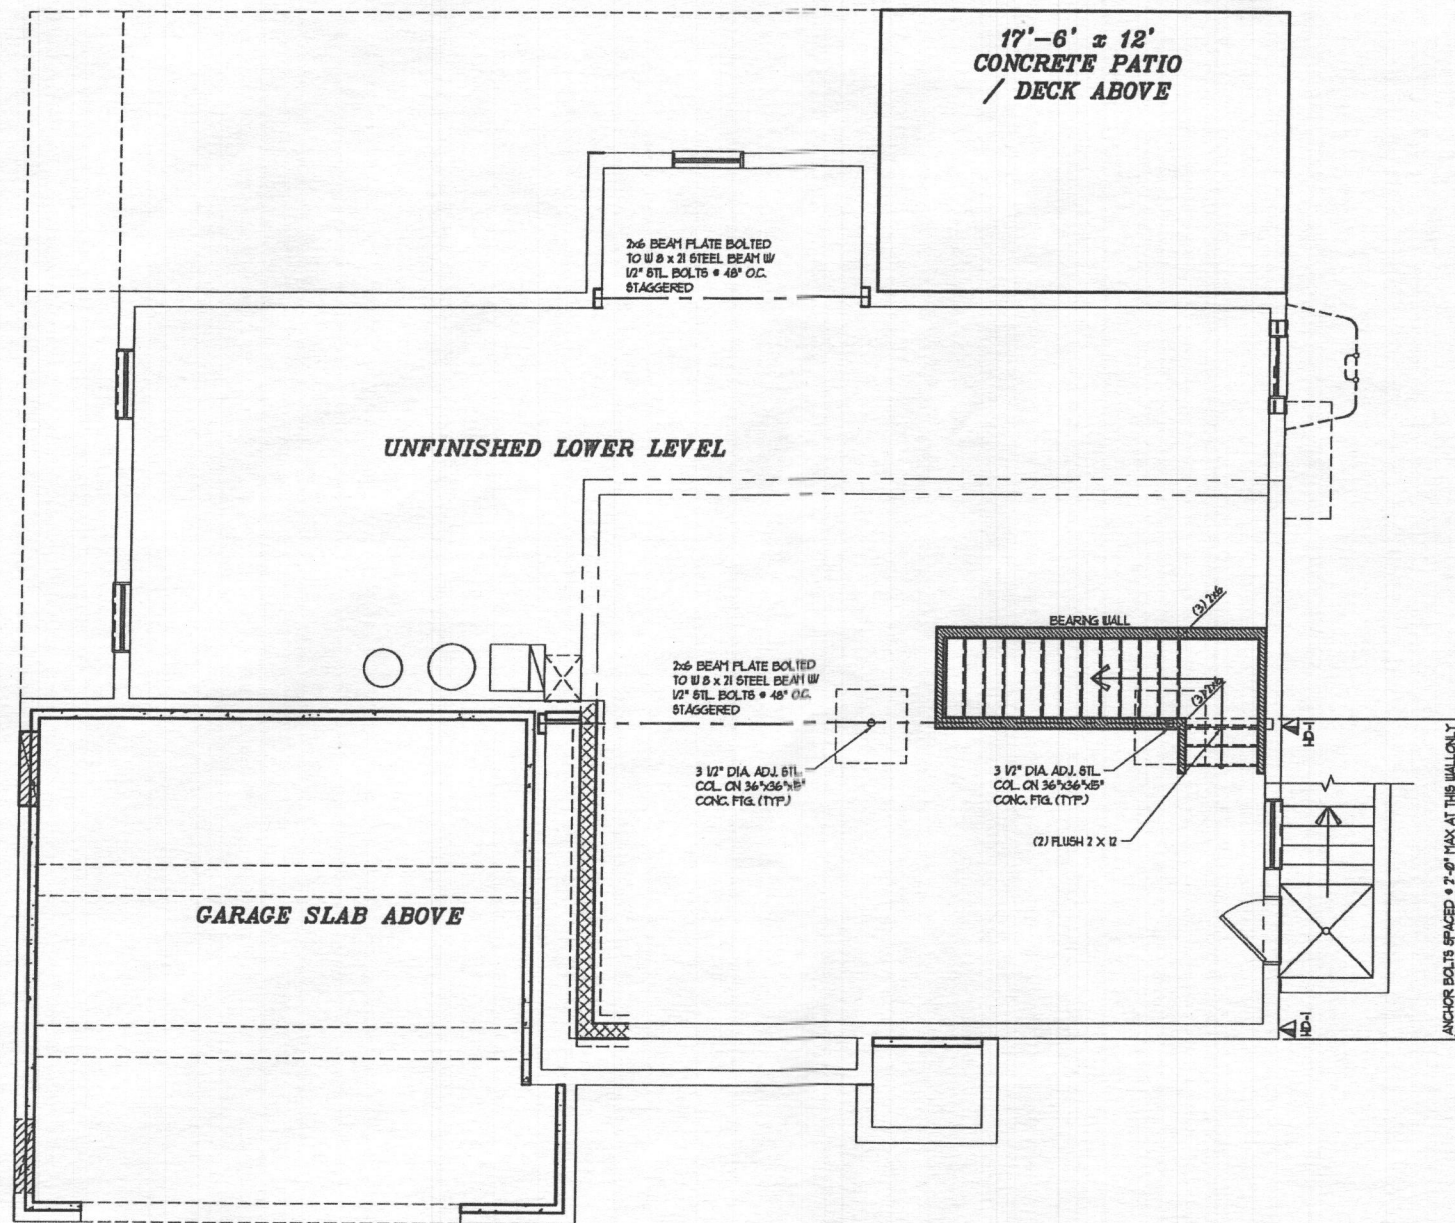 17'-6' x 12'
CONCRETE PATIO
/ DECK ABOVE
2x6 BEAM PLATE BOLTED
TO W 8 x 21 STEEL BEAM W/
1/2" STL. BOLTS @ 48" O.C.
STAGGERED
UNFINISHED LOWER LEVEL
(3) 2x6
BEARING WALL
2x6 BEAM PLATE BOLTED
TO W 8 x 21 STEEL BEAM W/
1/2" STL. BOLTS @ 48" O.C.
STAGGERED
(3) 2x6
HD-1
3 1/2" DIA. ADJ. STL.
COL. ON 36"x36"x15"
CONC. FTG. (TYP.)
3 1/2" DIA. ADJ. STL.
COL. ON 36"x36"x15"
CONC. FTG. (TYP.)
(2) FLUSH 2 X 12
GARAGE SLAB ABOVE
HD-1
ANCHOR BOLTS SPACED @ 2'-0" MAX. AT THIS WALL ONLY